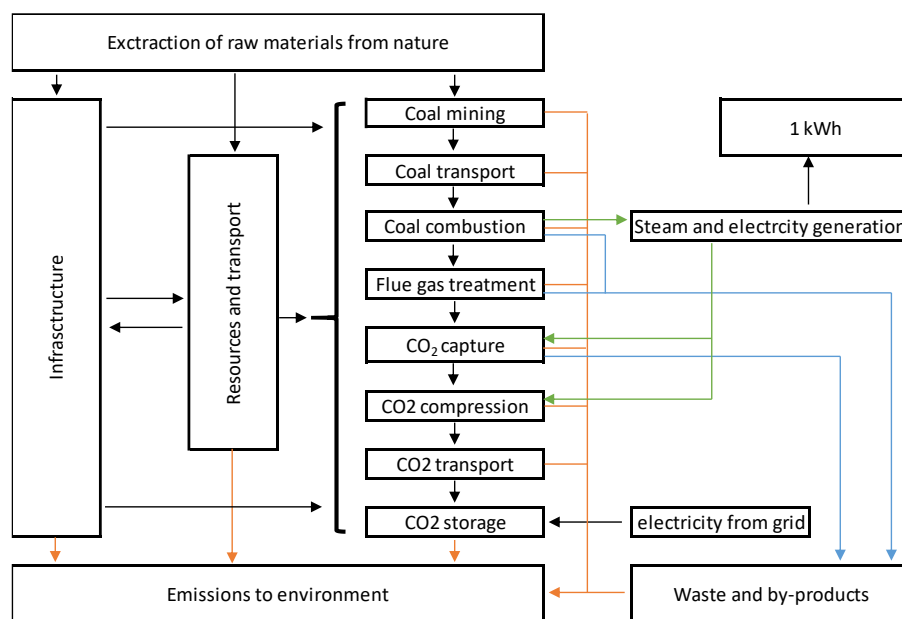 Exctraction of raw materials from nature
Infrasctructure
Resources and transport
Coal mining
Coal transport
Coal combustion
Flue gas treatment
CO₂ capture
CO2 compression
CO2 transport
CO2 storage
1 kWh
Steam and electrcity generation
electricity from grid
Emissions to environment
Waste and by-products